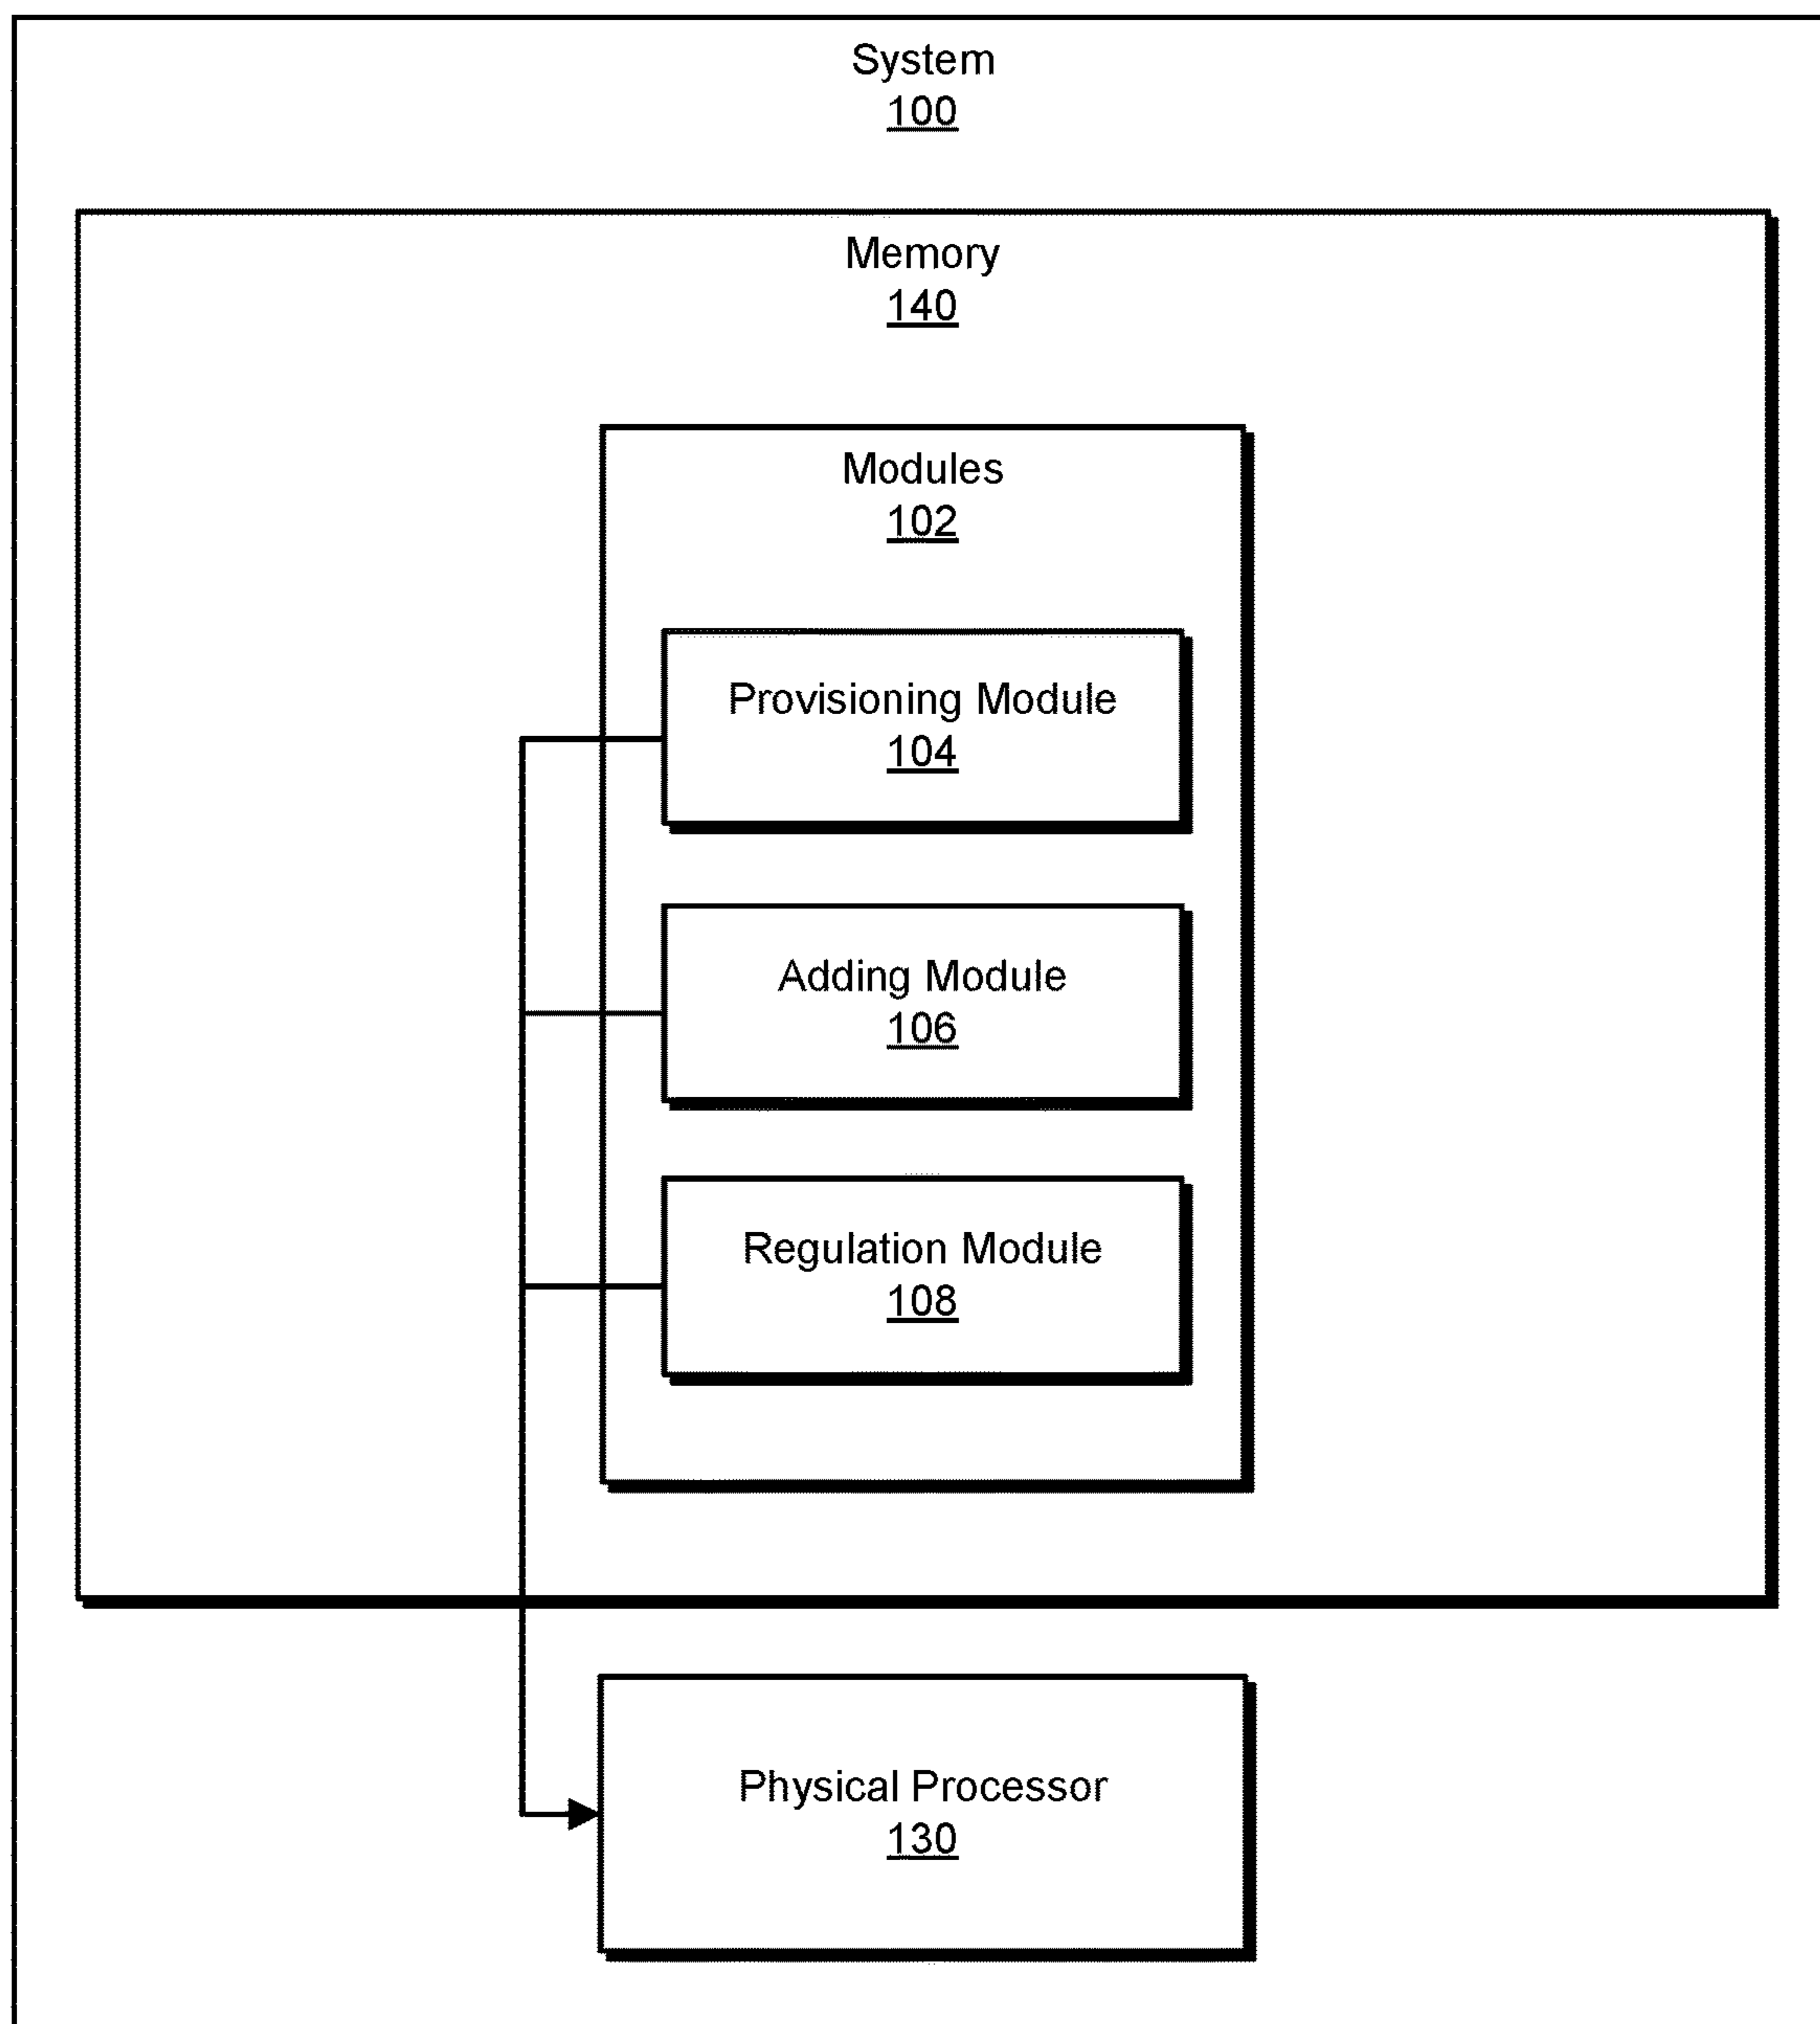 System
100
Memory
140
Modules
102
Provisioning Module
104
Adding Module
106
Regulation Module
108
Physical Processor
130